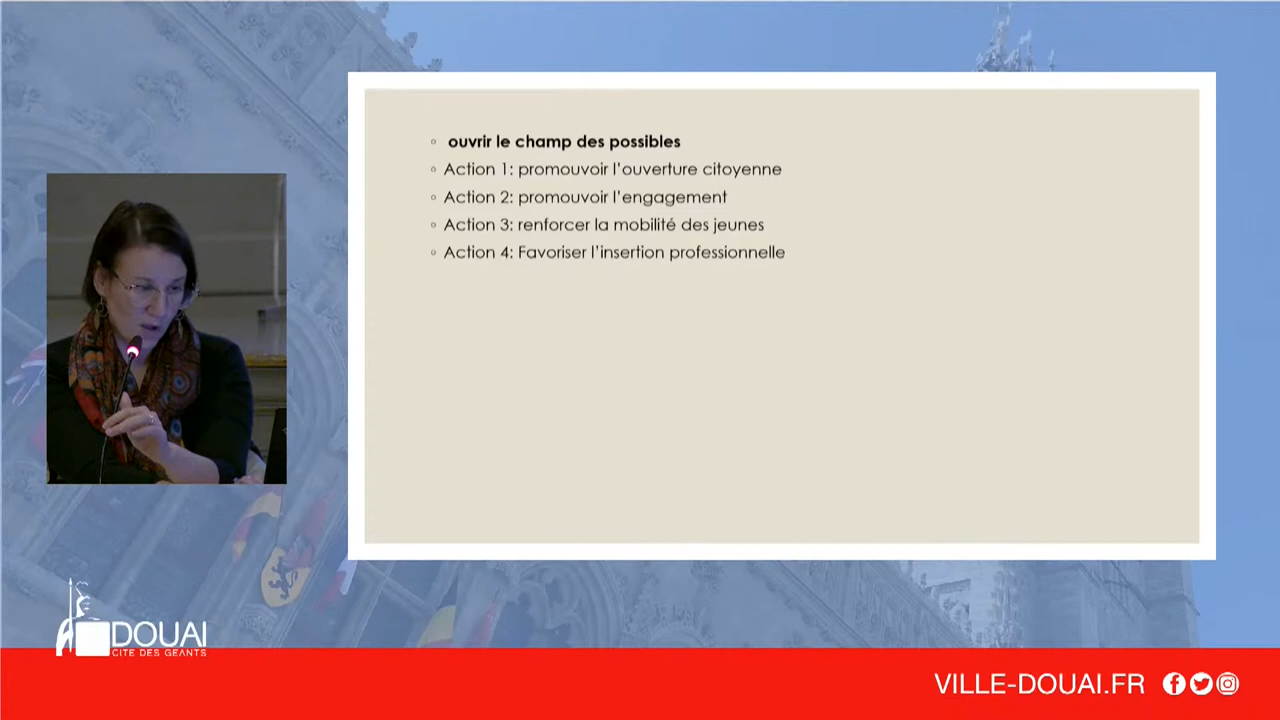 ouvrir le champ des possibles
Action 1: promouvoir l'ouverture citoyenne
Action 2: promouvoir l'engagement
Action 3: renforcer la mobilité des jeunes
Action 4: Favoriser l'insertion professionnelle
DOUAI
CITE DES GEANTS
VILLE-DOUAI.FR